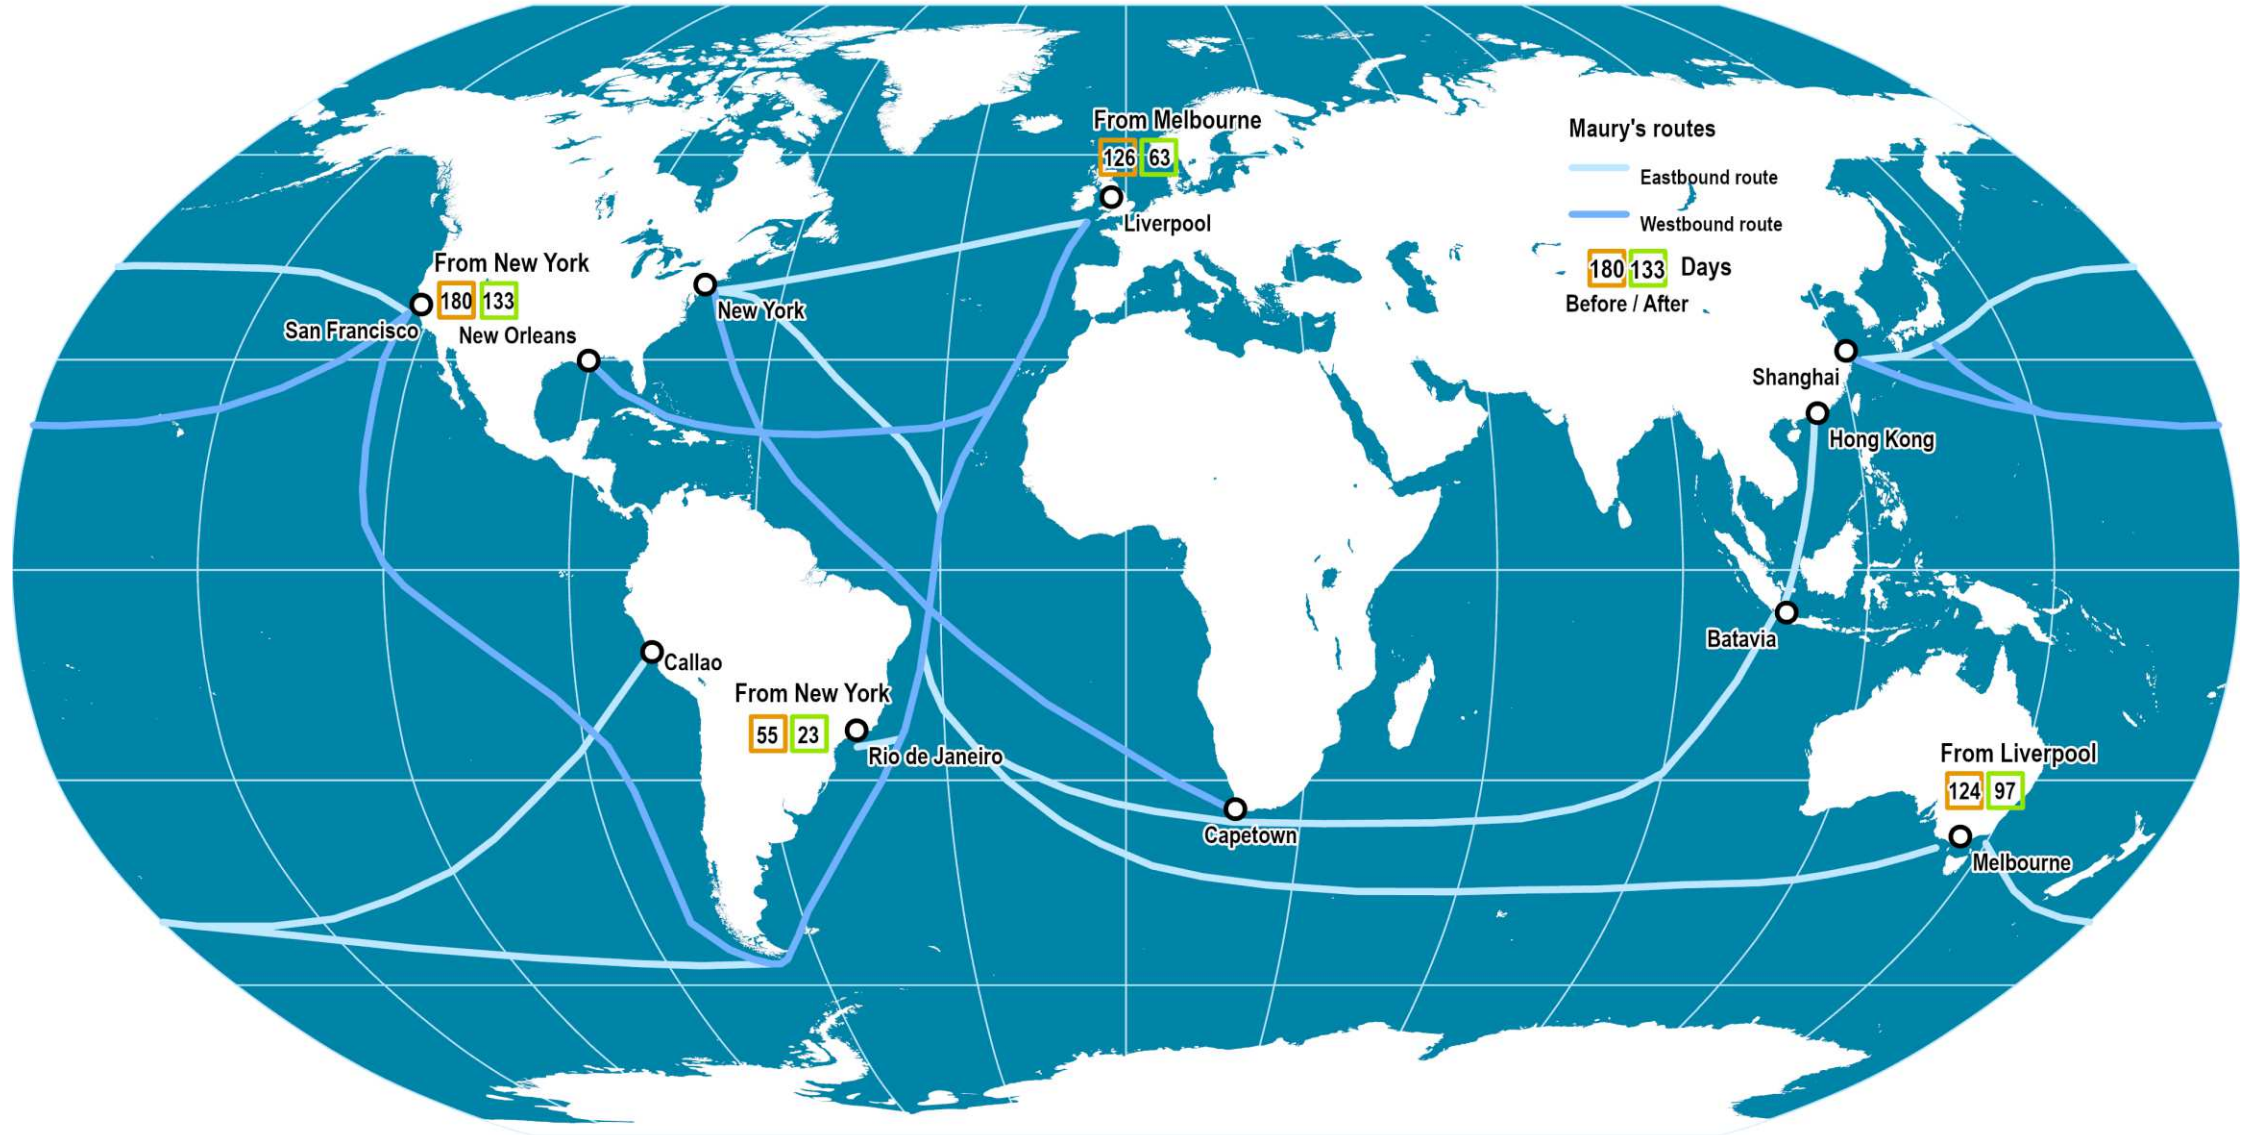 From Melbourne
126 63
Liverpool
Maury's routes
Eastbound route
Westbound route
180 133 Days
Before / After
From New York
180 133
San Francisco
New Orleans
New York
Shanghai
Hong Kong
Batavia
Callao
From New York
55 23
Rio de Janeiro
Capetown
From Liverpool
124 97
Melbourne